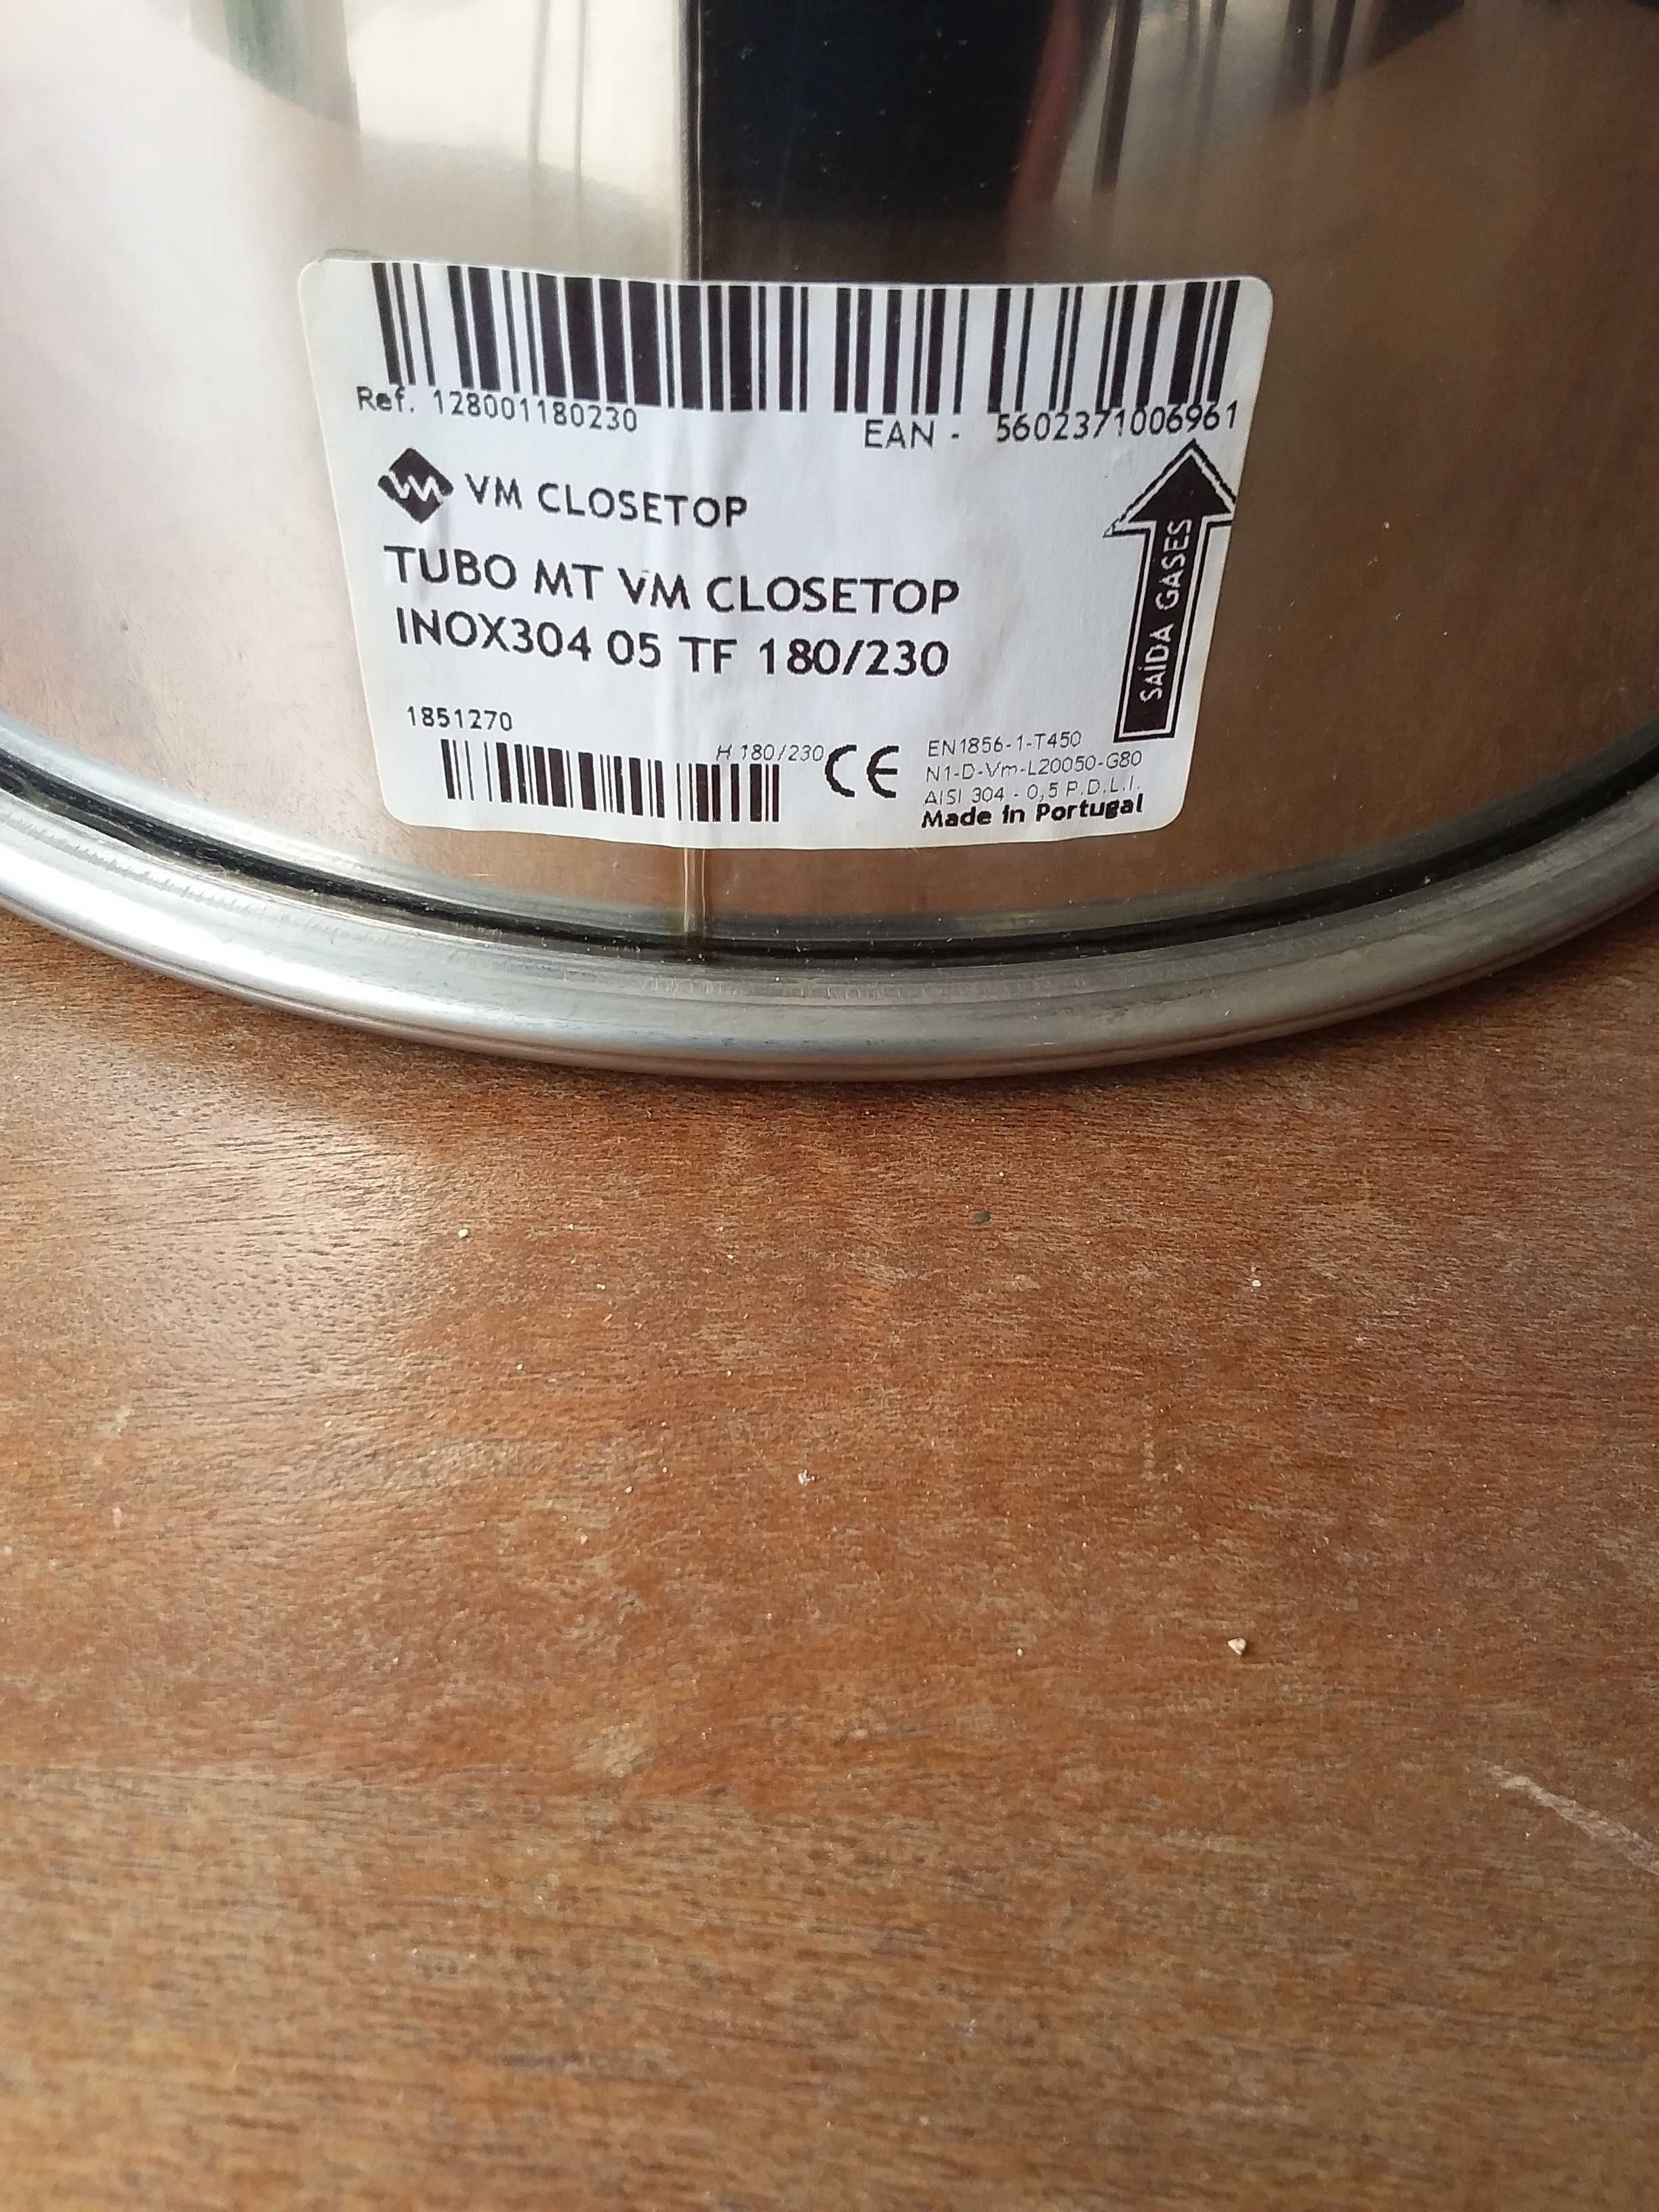 Ref. 128001180230
EAN - 5602371006961
VM CLOSETOP
TUBO MT VM CLOSETOP
INOX304 05 TF 180/230
SAÍDA GASES
1851270
H 180/230
CE
EN1856-1-T450
N1-D-Vm-L20050-G80
AISI 304 - 0,5 P.D.L.I.
Made in Portugal